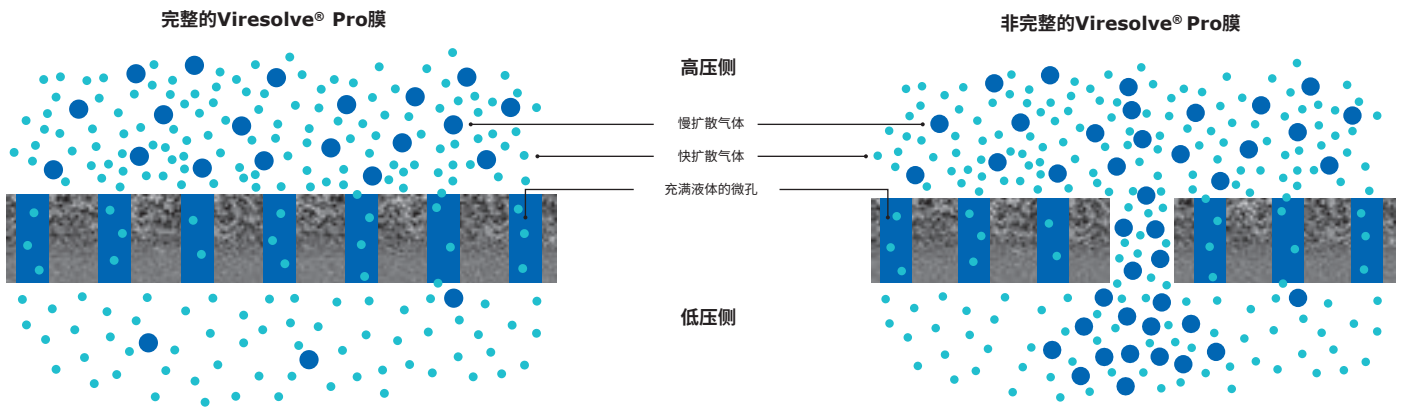 完整的Viresolve® Pro膜
非完整的Viresolve® Pro膜
高压侧
慢扩散气体
快扩散气体
充满液体的微孔
低压侧